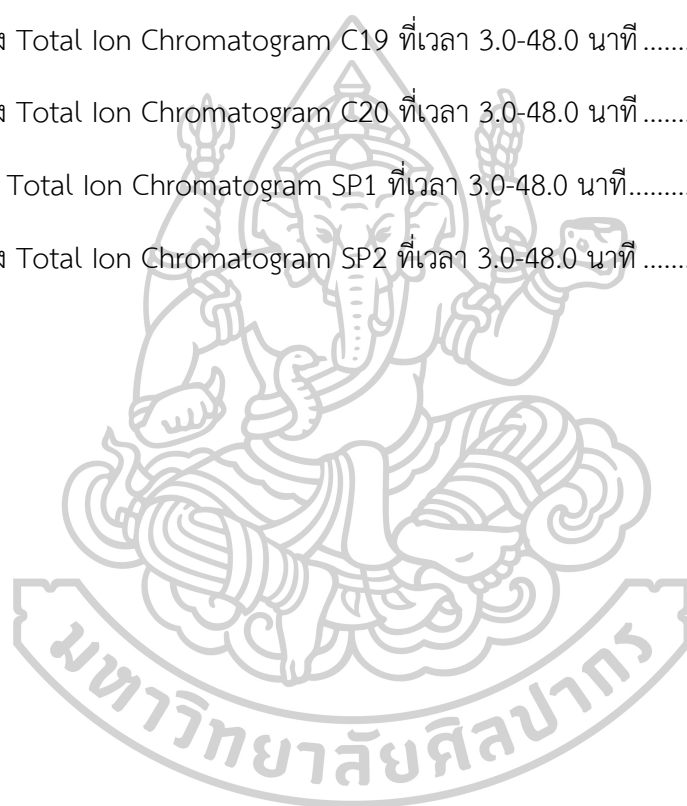 ง Total Ion Chromatogram C19 ที่เวลา 3.0-48.0 นาที.......
ง Total Ion Chromatogram C20 ที่เวลา 3.0-48.0 นาที.......
Total Ion Chromatogram SP1 ที่เวลา 3.0-48.0 นาที........
ง Total Ion Chromatogram SP2 ที่เวลา 3.0-48.0 นาที.......
มหาวิทยาลัยศิลปากร